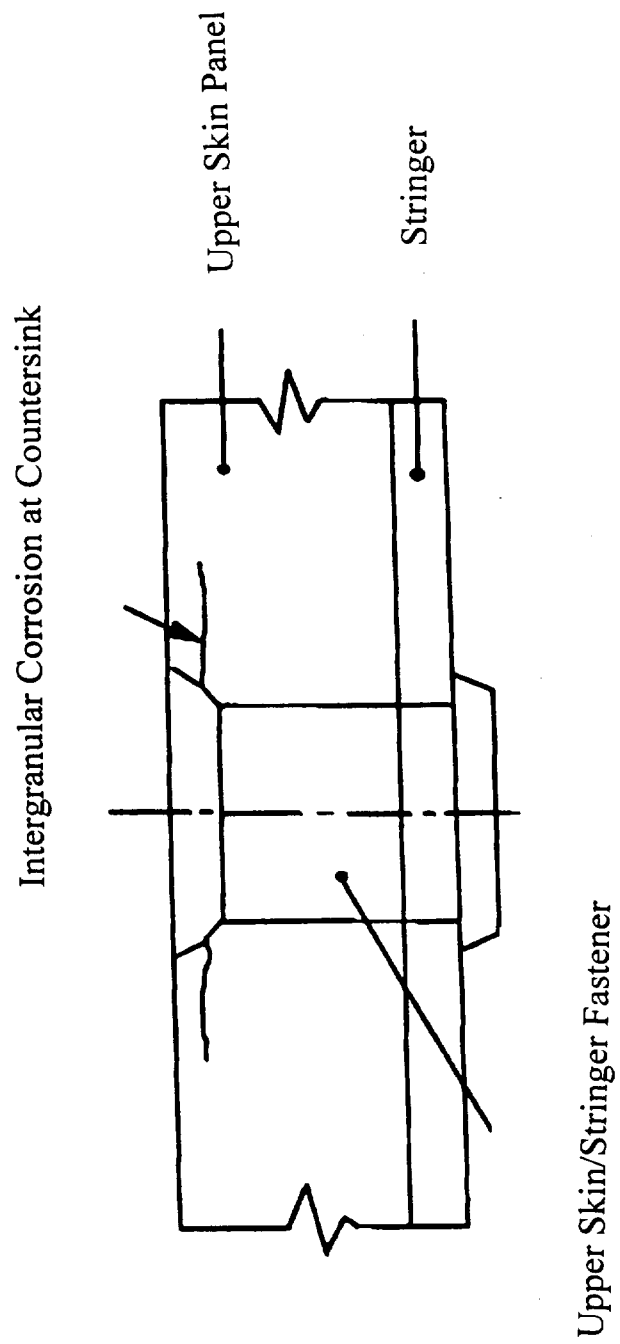 Intergranular Corrosion at Countersink
Upper Skin Panel
Stringer
Upper Skin/Stringer Fastener